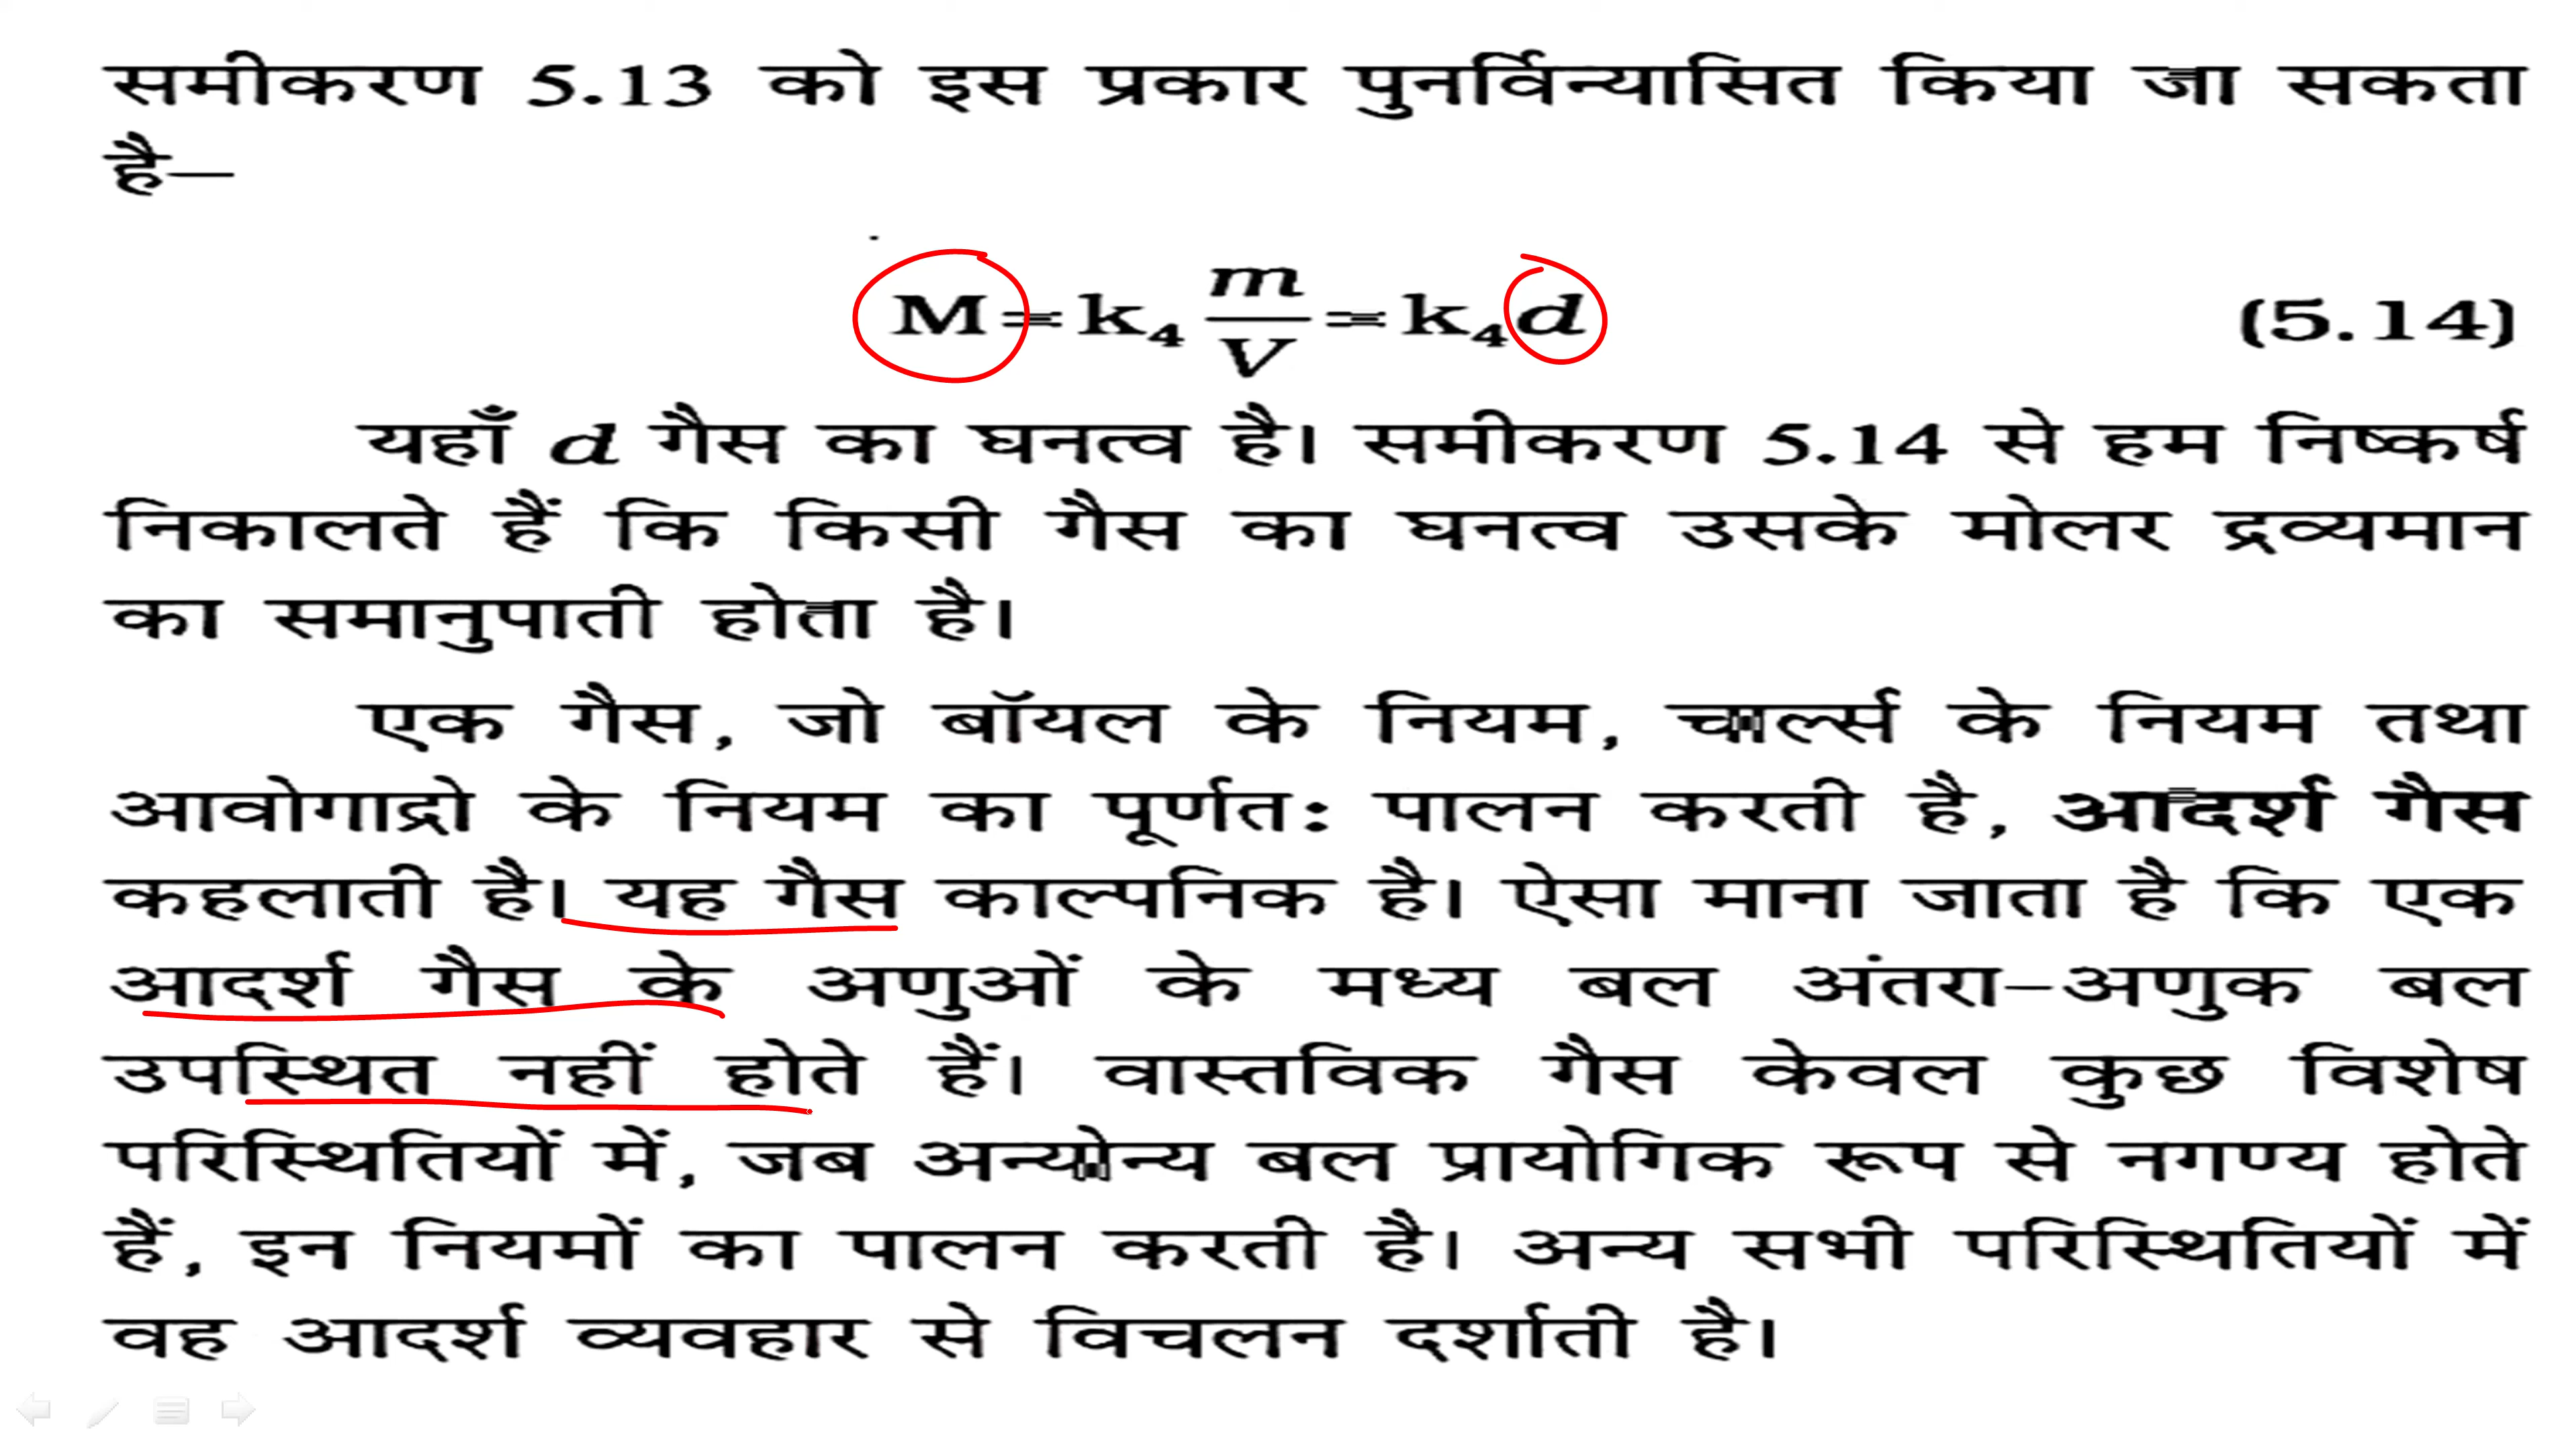 समीकरण 5.13 को इस प्रकार पुनर्विन्यासित किया जा सकता
है–
M = k₄ m/V = k₄ d (5.14)
यहाँ d गैस का घनत्व है। समीकरण 5.14 से हम निष्कर्ष
निकालते हैं कि किसी गैस का घनत्व उसके मोलर द्रव्यमान
का समानुपाती होता है।
एक गैस, जो बॉयल के नियम, चार्ल्स के नियम तथा
आवोगाद्रो के नियम का पूर्णतः पालन करती है, आदर्श गैस
कहलाती है। यह गैस काल्पनिक है। ऐसा माना जाता है कि एक
आदर्श गैस के अणुओं के मध्य बल अंतरा–अणुक बल
उपस्थित नहीं होते हैं। वास्तविक गैस केवल कुछ विशेष
परिस्थितियों में, जब अन्योन्य बल प्रायोगिक रूप से नगण्य होते
हैं, इन नियमों का पालन करती है। अन्य सभी परिस्थितियों में
वह आदर्श व्यवहार से विचलन दर्शाती है।